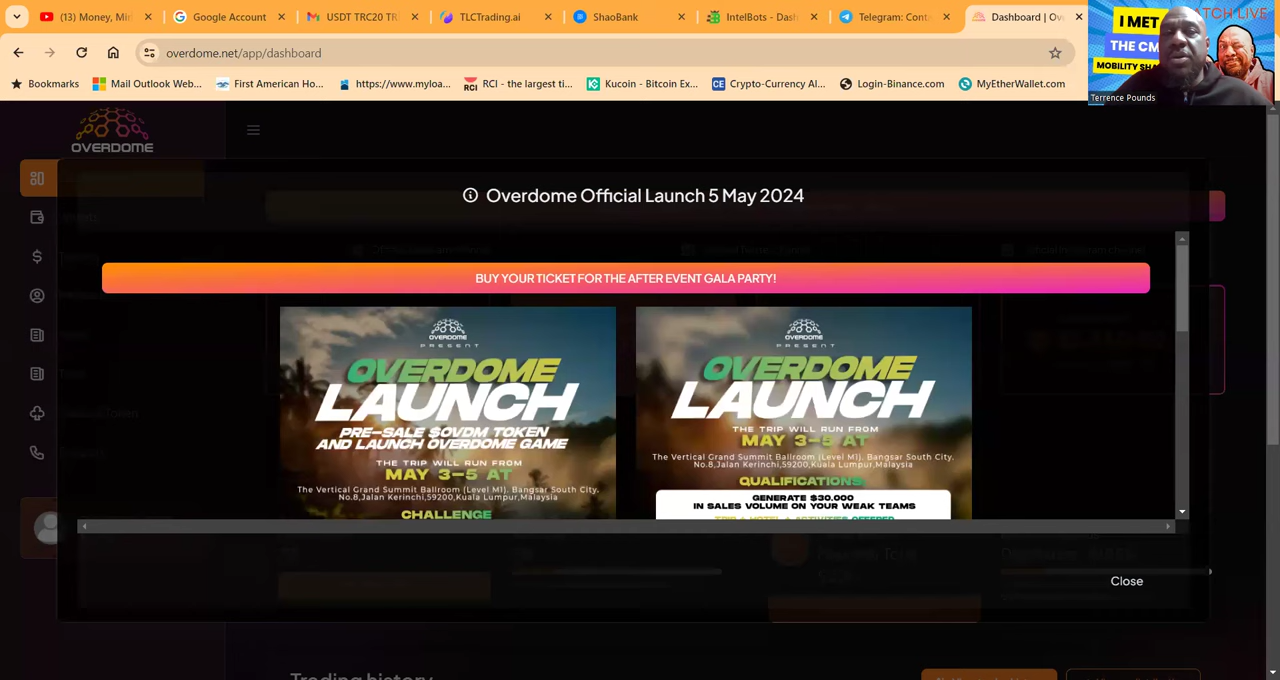 (13) Money, Mi
Google Account
USDT TRC20 TR
TLCTrading.ai
ShaoBank
IntelBots - Das
Telegram: Cont
Dashboard | Ov
overdome.net/app/dashboard
Bookmarks
Mail Outlook Web...
First American Ho...
https://www.myloa...
RCI - the largest ti...
Kucoin - Bitcoin Ex...
Crypto-Currency Al...
Login-Binance.com
MyEtherWallet.com
WATCH LIVE
I MET
THE CM
MOBILITY SHA
Terrence Pounds
OVERDOME
Overdome Official Launch 5 May 2024
BUY YOUR TICKET FOR THE AFTER EVENT GALA PARTY!
OVERDOME
PRESENT
OVERDOME
LAUNCH
PRE-SALE $OVDM TOKEN
AND LAUNCH OVERDOME GAME
THE TRIP WILL RUN FROM
MAY 3-5 AT
The Vertical Grand Summit Ballroom (Level M1). Bangsar South City.
No.8,Jalan Kerinchi,59200,Kuala Lumpur,Malaysia
CHALLENGE
OVERDOME
PRESENT
OVERDOME
LAUNCH
THE TRIP WILL RUN FROM
MAY 3-5 AT
The Vertical Grand Summit Ballroom (Level M1). Bangsar South City.
No.8,Jalan Kerinchi,59200,Kuala Lumpur,Malaysia
QUALIFICATIONS
GENERATE $30.000
IN SALES VOLUME ON YOUR WEAK TEAMS
TRIP + HOTEL + ACTIVITIES OFFERED
Close
Trading history